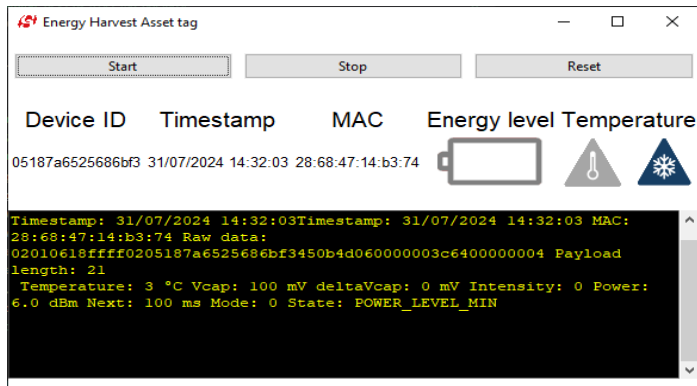 Energy Harvest Asset tag
Start Stop Reset
Device ID Timestamp MAC Energy level Temperature
05187a6525686bf3 31/07/2024 14:32:03 28:68:47:14:b3:74
Timestamp: 31/07/2024 14:32:03Timestamp: 31/07/2024 14:32:03 MAC:
28:68:47:14:b3:74 Raw data:
02010618ffff0205187a6525686bf3450b4d060000003c6400000004 Payload
length: 21
Temperature: 3 °C Vcap: 100 mV deltaVcap: 0 mV Intensity: 0 Power:
6.0 dBm Next: 100 ms Mode: 0 State: POWER_LEVEL_MIN